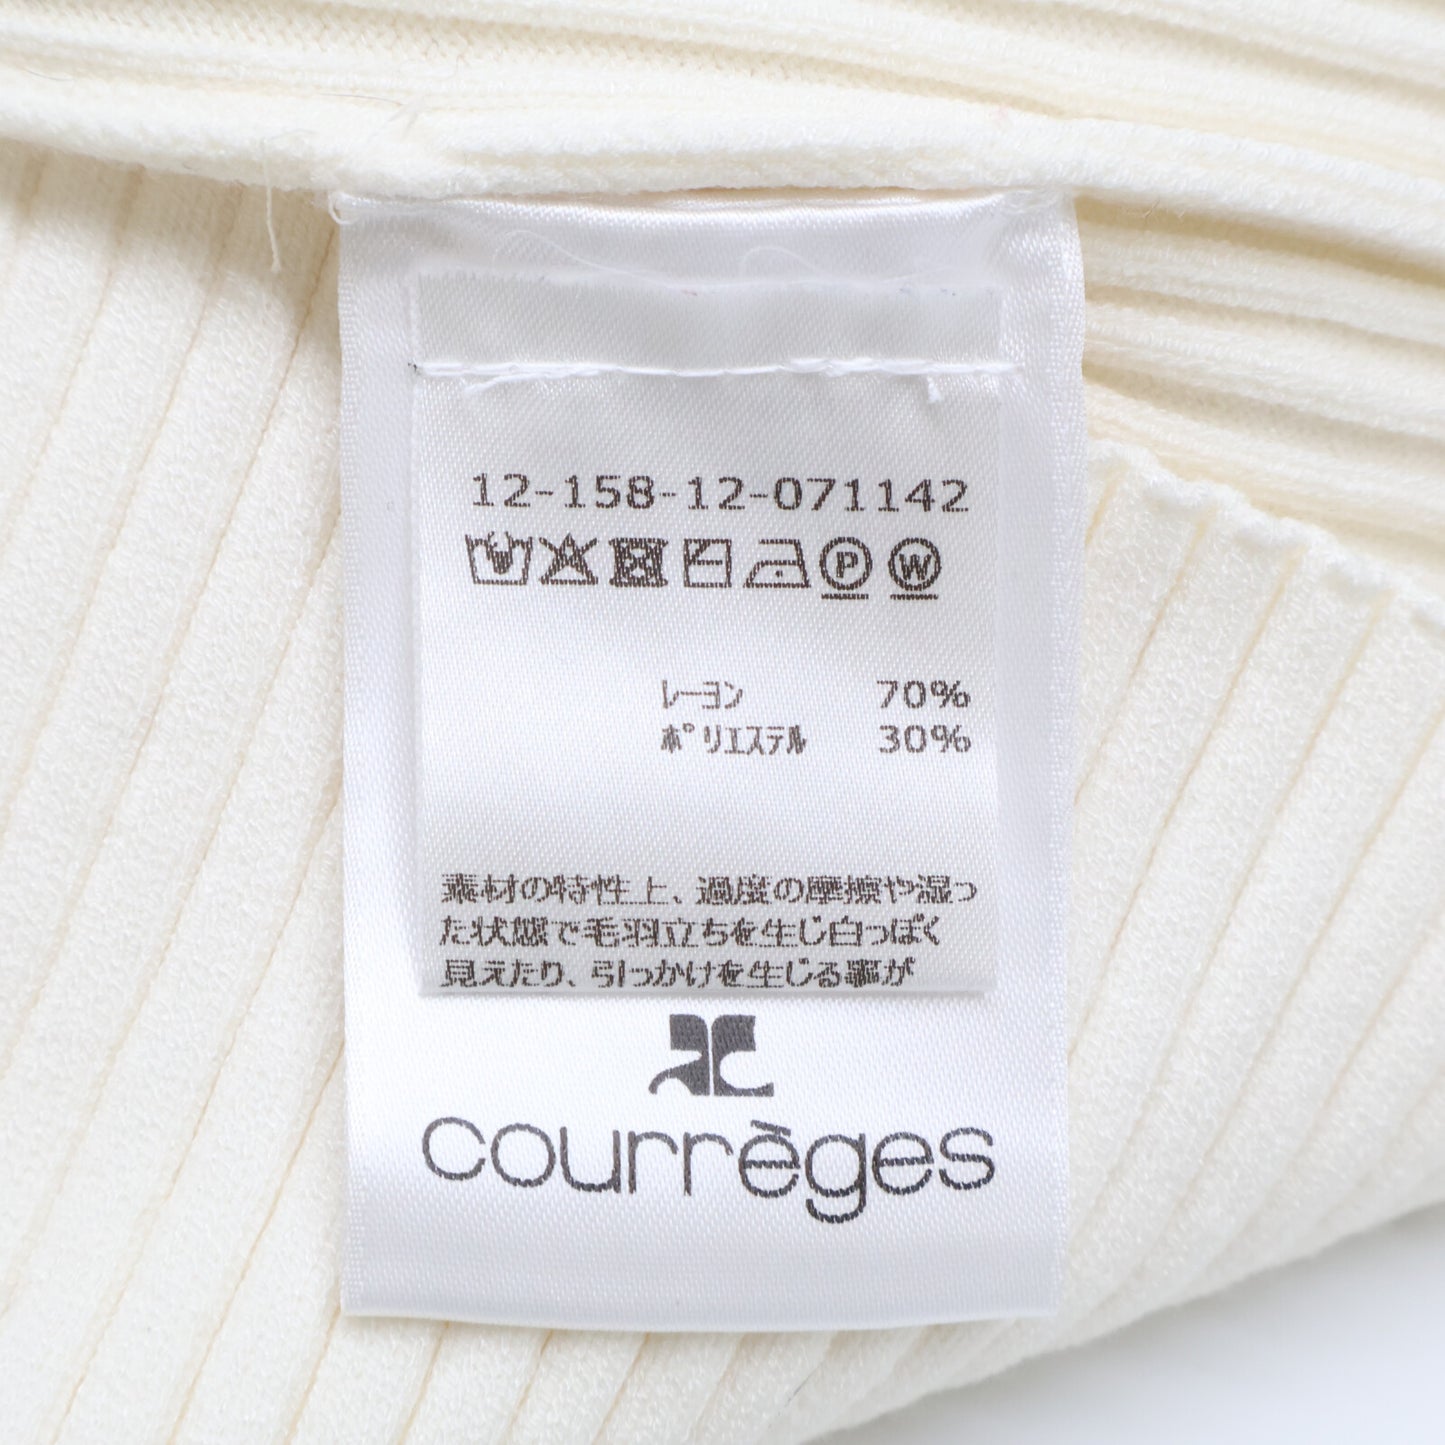 12-158-12-071142
P W
レーヨン 70%
ポリエステル 30%
素材の特性上、過度の摩擦や湿っ
た状態で毛羽立ちを生じ白っぽく
見えたり、引っかけを生じる事が
courrèges